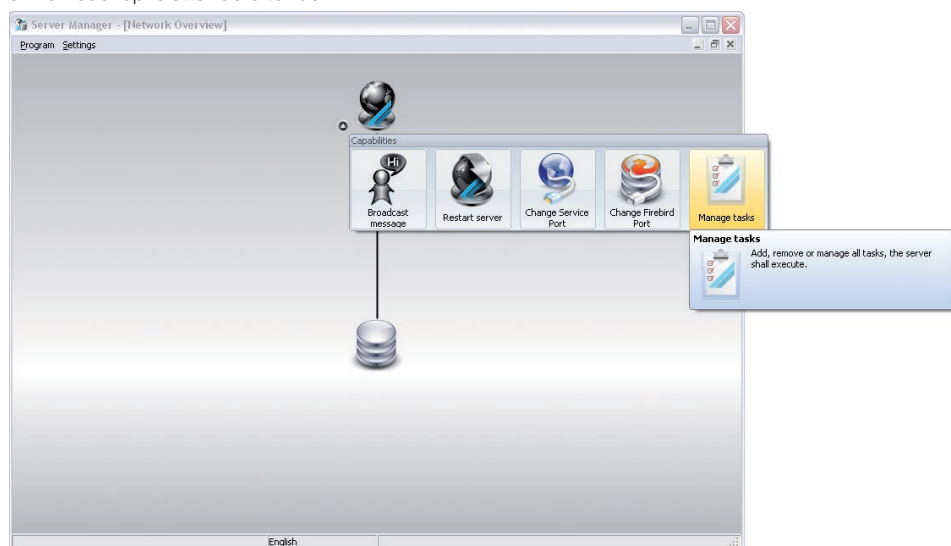 Server Manager - [Network Overview]
Program Settings
Capabilities
Hi
Broadcast
message
Restart server
Change Service
Port
Change Firebird
Port
Manage tasks
Manage tasks
Add, remove or manage all tasks, the server
shall execute.
English